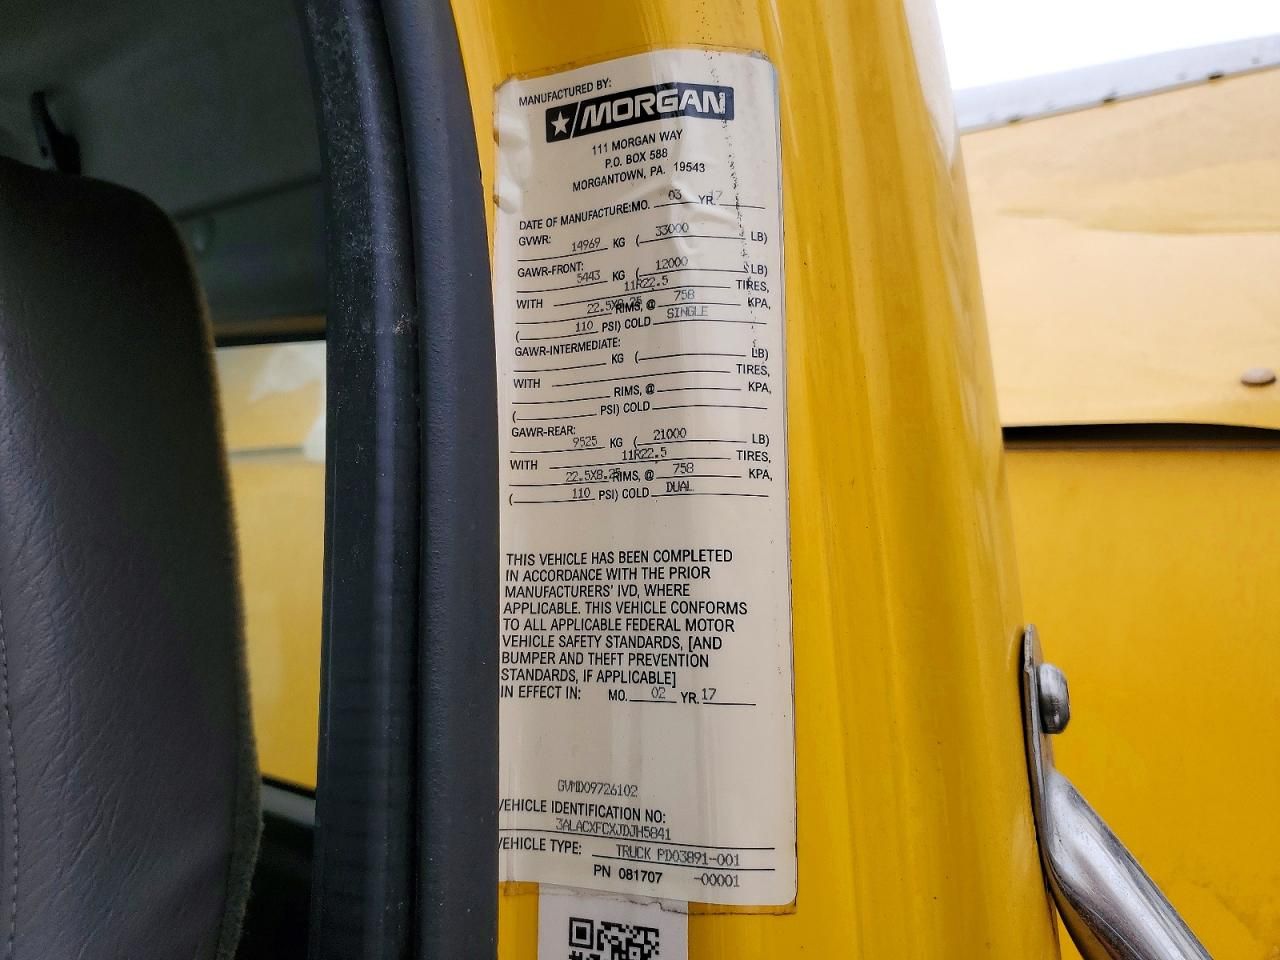 MANUFACTURED BY:
MORGAN
111 MORGAN WAY
P.O. BOX 588
MORGANTOWN, PA. 19543
DATE OF MANUFACTURE: MO. 03 YR. 17
GVWR: 14969 KG ( 33000 LB)
GAWR-FRONT: 5443 KG ( 12000 LB)
WITH 11R22.5 TIRES,
22.5X8.25 RIMS, @ 758 KPA,
( 110 PSI) COLD SINGLE
GAWR-INTERMEDIATE:
KG ( LB)
WITH TIRES,
RIMS, @ KPA,
( PSI) COLD
GAWR-REAR: 9525 KG ( 21000 LB)
WITH 11R22.5 TIRES,
22.5X8.25 RIMS, @ 758 KPA,
( 110 PSI) COLD DUAL
THIS VEHICLE HAS BEEN COMPLETED
IN ACCORDANCE WITH THE PRIOR
MANUFACTURERS' IVD, WHERE
APPLICABLE. THIS VEHICLE CONFORMS
TO ALL APPLICABLE FEDERAL MOTOR
VEHICLE SAFETY STANDARDS, [AND
BUMPER AND THEFT PREVENTION
STANDARDS, IF APPLICABLE]
IN EFFECT IN: MO. 02 YR. 17
GVMD09726102
VEHICLE IDENTIFICATION NO:
3ALACXFCXJDJH5841
VEHICLE TYPE: TRUCK PD03891-001
PN 081707 -00001